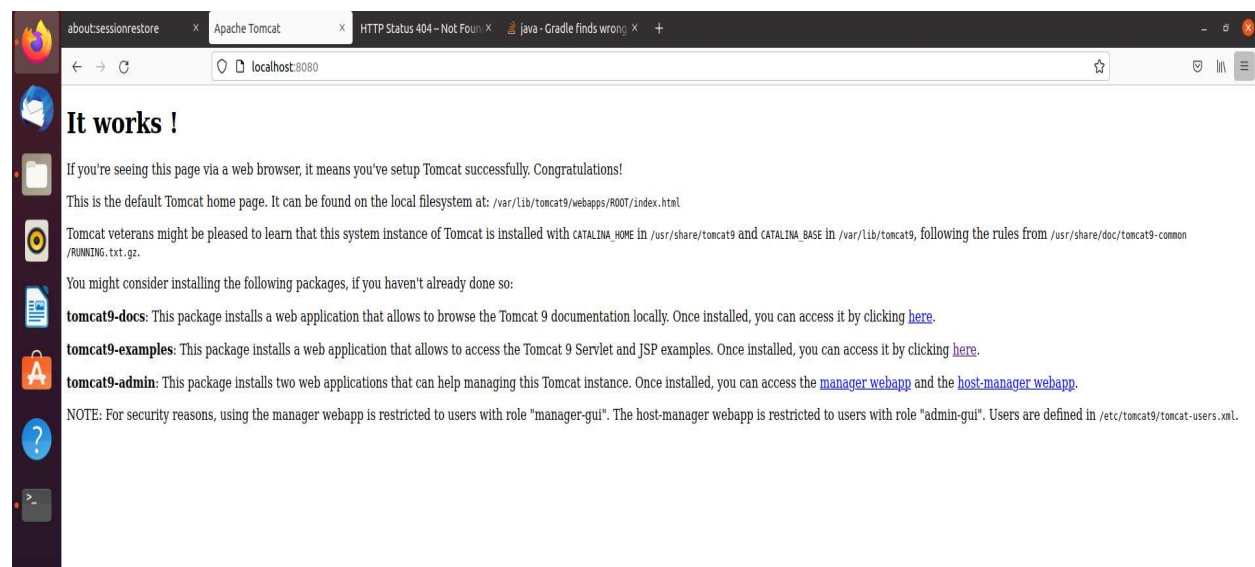 about:sessionrestore
Apache Tomcat
HTTP Status 404 – Not Foun
java - Gradle finds wrong
localhost:8080
It works !
If you're seeing this page via a web browser, it means you've setup Tomcat successfully. Congratulations!
This is the default Tomcat home page. It can be found on the local filesystem at: /var/lib/tomcat9/webapps/ROOT/index.html
Tomcat veterans might be pleased to learn that this system instance of Tomcat is installed with CATALINA_HOME in /usr/share/tomcat9 and CATALINA_BASE in /var/lib/tomcat9, following the rules from /usr/share/doc/tomcat9-common
/RUNNING.txt.gz.
You might consider installing the following packages, if you haven't already done so:
tomcat9-docs: This package installs a web application that allows to browse the Tomcat 9 documentation locally. Once installed, you can access it by clicking here.
tomcat9-examples: This package installs a web application that allows to access the Tomcat 9 Servlet and JSP examples. Once installed, you can access it by clicking here.
tomcat9-admin: This package installs two web applications that can help managing this Tomcat instance. Once installed, you can access the manager webapp and the host-manager webapp.
NOTE: For security reasons, using the manager webapp is restricted to users with role "manager-gui". The host-manager webapp is restricted to users with role "admin-gui". Users are defined in /etc/tomcat9/tomcat-users.xml.